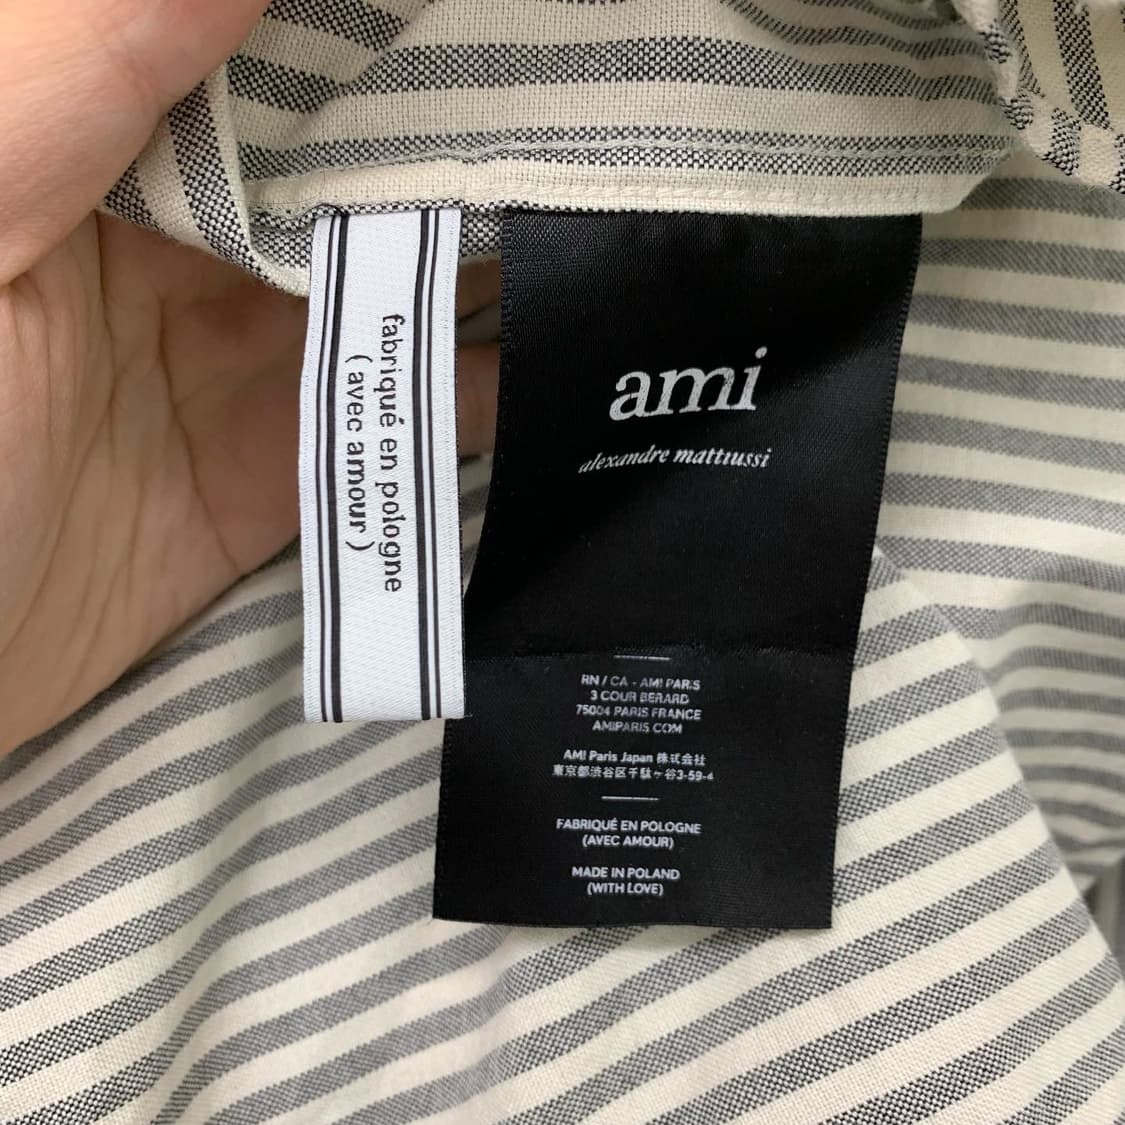 fabriqué en pologne
(avec amour)
ami
alexandre mattiussi
RN / CA - AMI PARIS
3 COUR BERARD
75004 PARIS FRANCE
AMIPARIS.COM
AMI Paris Japan 株式会社
東京都渋谷区千駄ヶ谷3-59-4
FABRIQUÉ EN POLOGNE
(AVEC AMOUR)
MADE IN POLAND
(WITH LOVE)